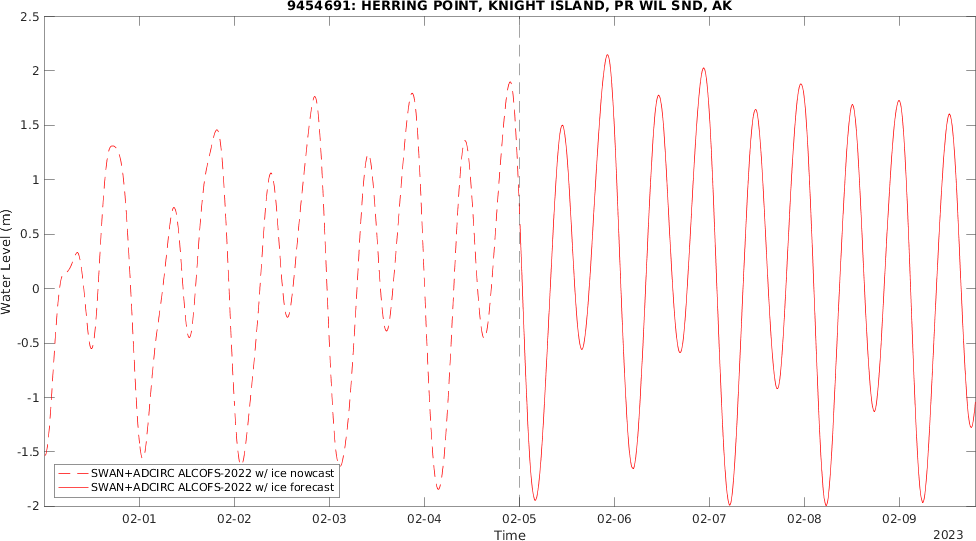 9454691: HERRING POINT, KNIGHT ISLAND, PR WIL SND, AK
2.5
2
1.5
1
0.5
0
-0.5
-1
-1.5
-2
Water Level (m)
SWAN+ADCIRC ALCOFS-2022 w/ ice nowcast
SWAN+ADCIRC ALCOFS-2022 w/ ice forecast
02-01 02-02 02-03 02-04 02-05 02-06 02-07 02-08 02-09
Time
2023